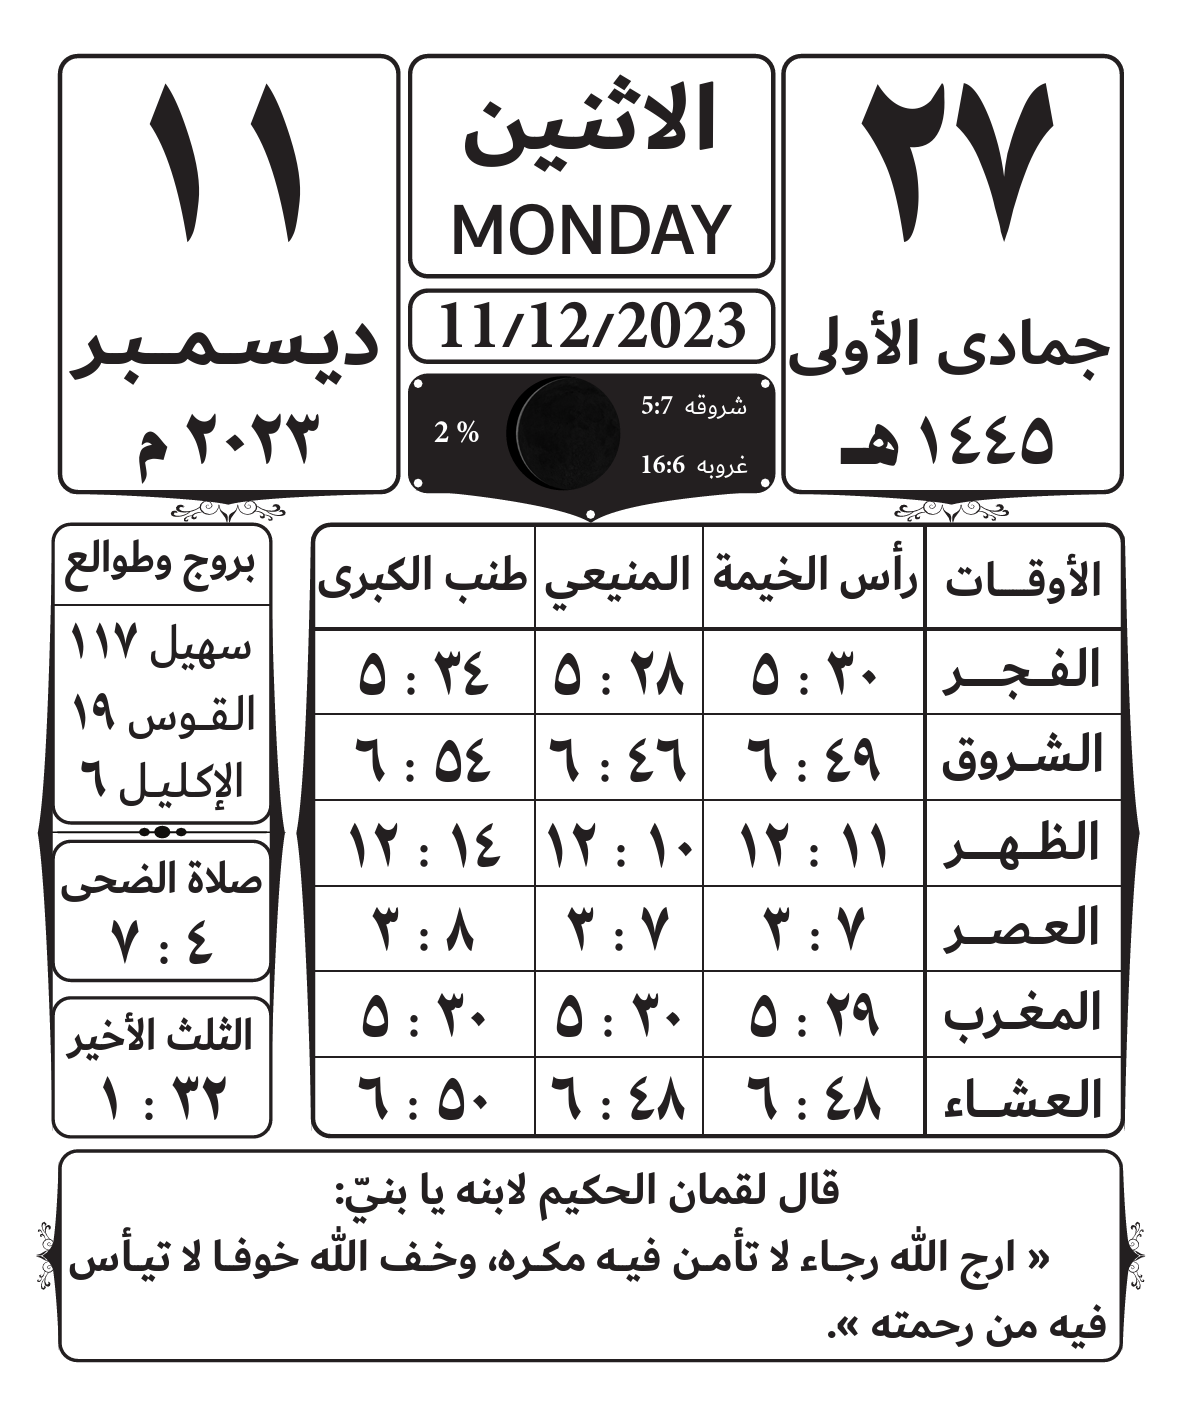 ٢٧
جمادى الأولى
١٤٤٥ هـ
الاثنين
MONDAY
11/12/2023
شروقه 5:7
غروبه 16:6
2 %
١١
ديسمبر
٢٠٢٣ م
الأوقات رأس الخيمة المنيعي طنب الكبرى
الفجر ٥ : ٣٠ ٥ : ٢٨ ٥ : ٣٤
الشروق ٦ : ٤٩ ٦ : ٤٦ ٦ : ٥٤
الظهر ١٢ : ١١ ١٢ : ١٠ ١٢ : ١٤
العصر ٣ : ٧ ٣ : ٧ ٣ : ٨
المغرب ٥ : ٢٩ ٥ : ٣٠ ٥ : ٣٠
العشاء ٦ : ٤٨ ٦ : ٤٨ ٦ : ٥٠
بروج وطوالع
سهيل ١١٧
القوس ١٩
الإكليل ٦
صلاة الضحى
٧ : ٤
الثلث الأخير
١ : ٣٢
قال لقمان الحكيم لابنه يا بنيّ:
« ارج الله رجاء لا تأمن فيه مكره، وخف الله خوفا لا تيأس
فيه من رحمته ».